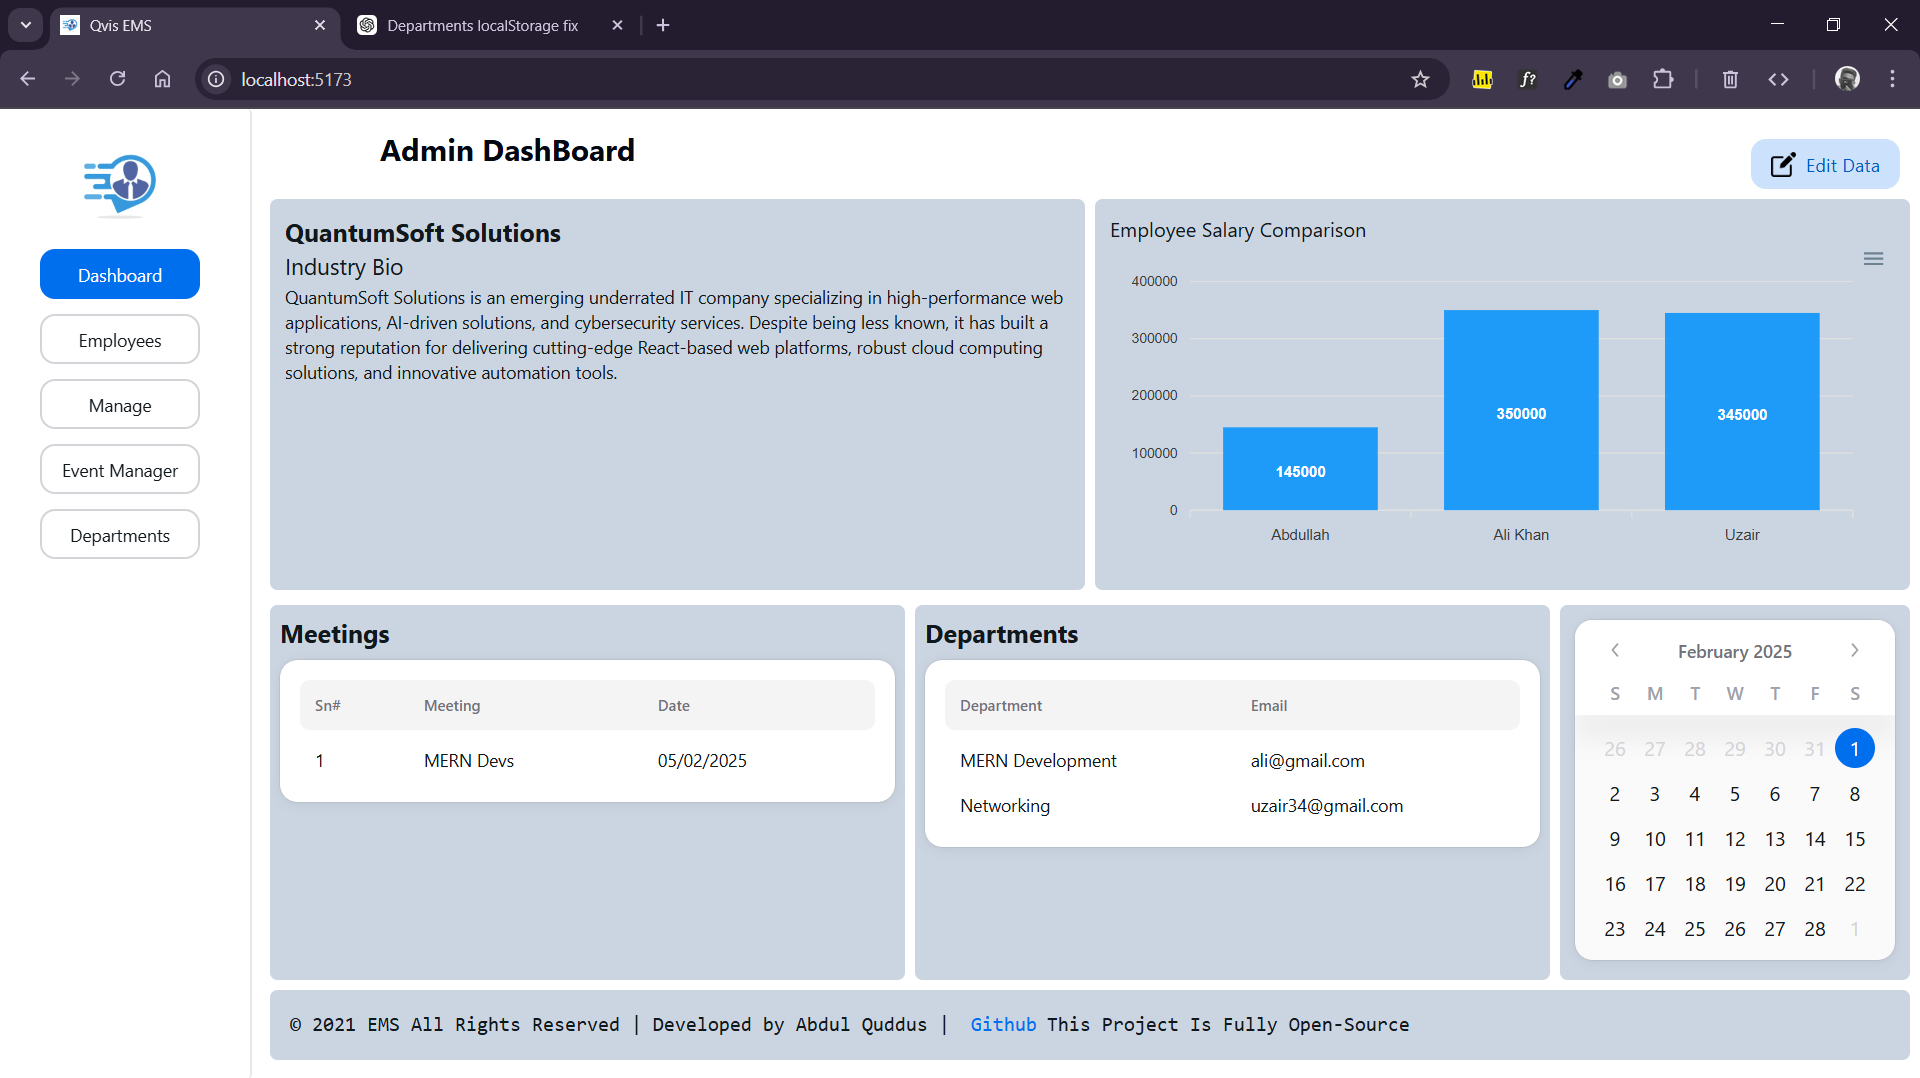 Qvis EMS
Departments localStorage fix
localhost:5173
f?
Admin DashBoard
Edit Data
Dashboard
Employees
Manage
Event Manager
Departments
QuantumSoft Solutions
Industry Bio
QuantumSoft Solutions is an emerging underrated IT company specializing in high-performance web
applications, AI-driven solutions, and cybersecurity services. Despite being less known, it has built a
strong reputation for delivering cutting-edge React-based web platforms, robust cloud computing
solutions, and innovative automation tools.
Employee Salary Comparison
400000
300000
200000
100000
0
145000
350000
345000
Abdullah Ali Khan Uzair
Meetings
Sn# Meeting Date
1 MERN Devs 05/02/2025
Departments
Department Email
MERN Development ali@gmail.com
Networking uzair34@gmail.com
February 2025
S M T W T F S
26 27 28 29 30 31 1
2 3 4 5 6 7 8
9 10 11 12 13 14 15
16 17 18 19 20 21 22
23 24 25 26 27 28 1
© 2021 EMS All Rights Reserved | Developed by Abdul Quddus | Github This Project Is Fully Open-Source